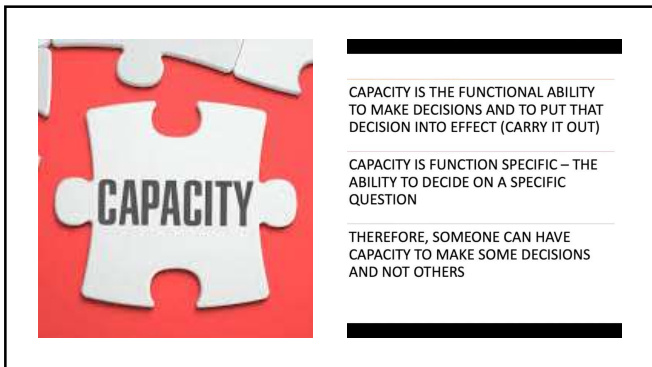 CAPACITY
CAPACITY IS THE FUNCTIONAL ABILITY
TO MAKE DECISIONS AND TO PUT THAT
DECISION INTO EFFECT (CARRY IT OUT)
CAPACITY IS FUNCTION SPECIFIC – THE
ABILITY TO DECIDE ON A SPECIFIC
QUESTION
THEREFORE, SOMEONE CAN HAVE
CAPACITY TO MAKE SOME DECISIONS
AND NOT OTHERS